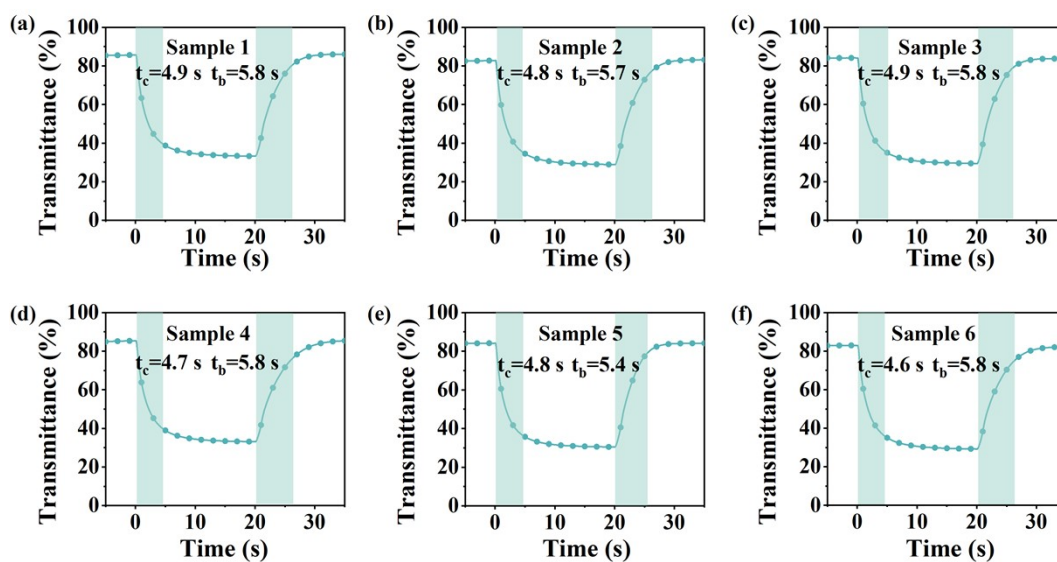 (a)
Sample 1
t_c=4.9 s t_b=5.8 s
100
80
60
40
20
0
0 10 20 30
Transmittance (%)
Time (s)
(b)
Sample 2
t_c=4.8 s t_b=5.7 s
100
80
60
40
20
0
0 10 20 30
Transmittance (%)
Time (s)
(c)
Sample 3
t_c=4.9 s t_b=5.8 s
100
80
60
40
20
0
0 10 20 30
Transmittance (%)
Time (s)
(d)
Sample 4
t_c=4.7 s t_b=5.8 s
100
80
60
40
20
0
0 10 20 30
Transmittance (%)
Time (s)
(e)
Sample 5
t_c=4.8 s t_b=5.4 s
100
80
60
40
20
0
0 10 20 30
Transmittance (%)
Time (s)
(f)
Sample 6
t_c=4.6 s t_b=5.8 s
100
80
60
40
20
0
0 10 20 30
Transmittance (%)
Time (s)